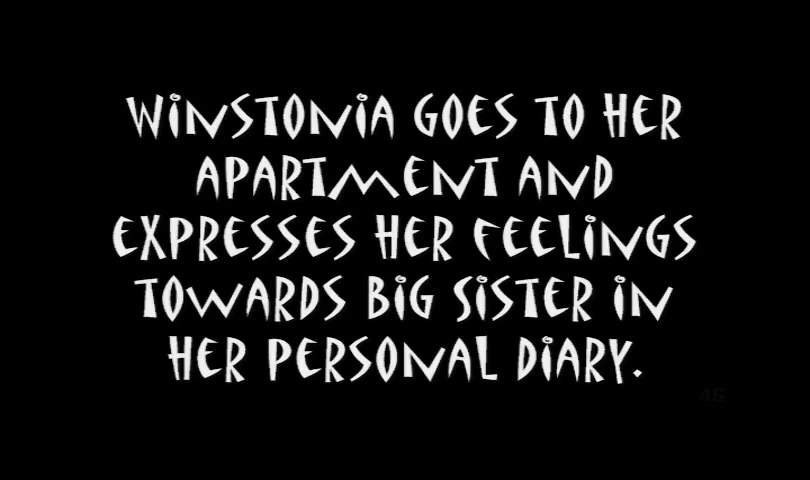 WINSTONIA GOES TO HER
APARTMENT AND
EXPRESSES HER FEELINGS
TOWARDS BIG SISTER IN
HER PERSONAL DIARY.